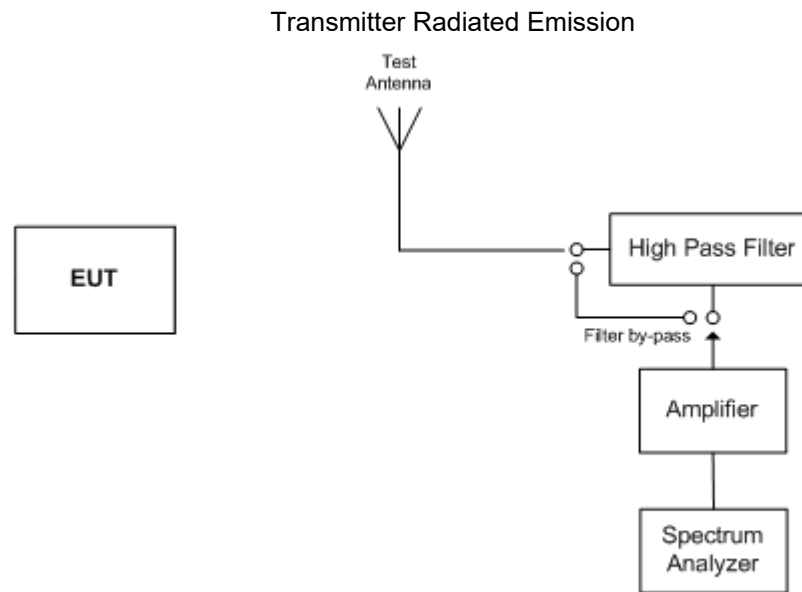 Transmitter Radiated Emission
Test
Antenna
EUT
High Pass Filter
Filter by-pass
Amplifier
Spectrum
Analyzer